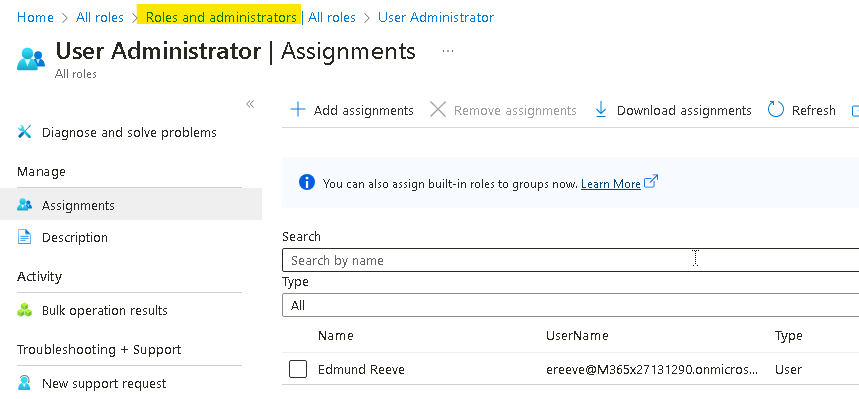 Home > All roles > Roles and administrators | All roles > User Administrator
User Administrator | Assignments ...
All roles
«
Diagnose and solve problems
Manage
Assignments
Description
Activity
Bulk operation results
Troubleshooting + Support
New support request
+ Add assignments Remove assignments Download assignments Refresh
You can also assign built-in roles to groups now. Learn More
Search
Search by name
Type
All
Name UserName Type
Edmund Reeve ereeve@M365x27131290.onmicros... User